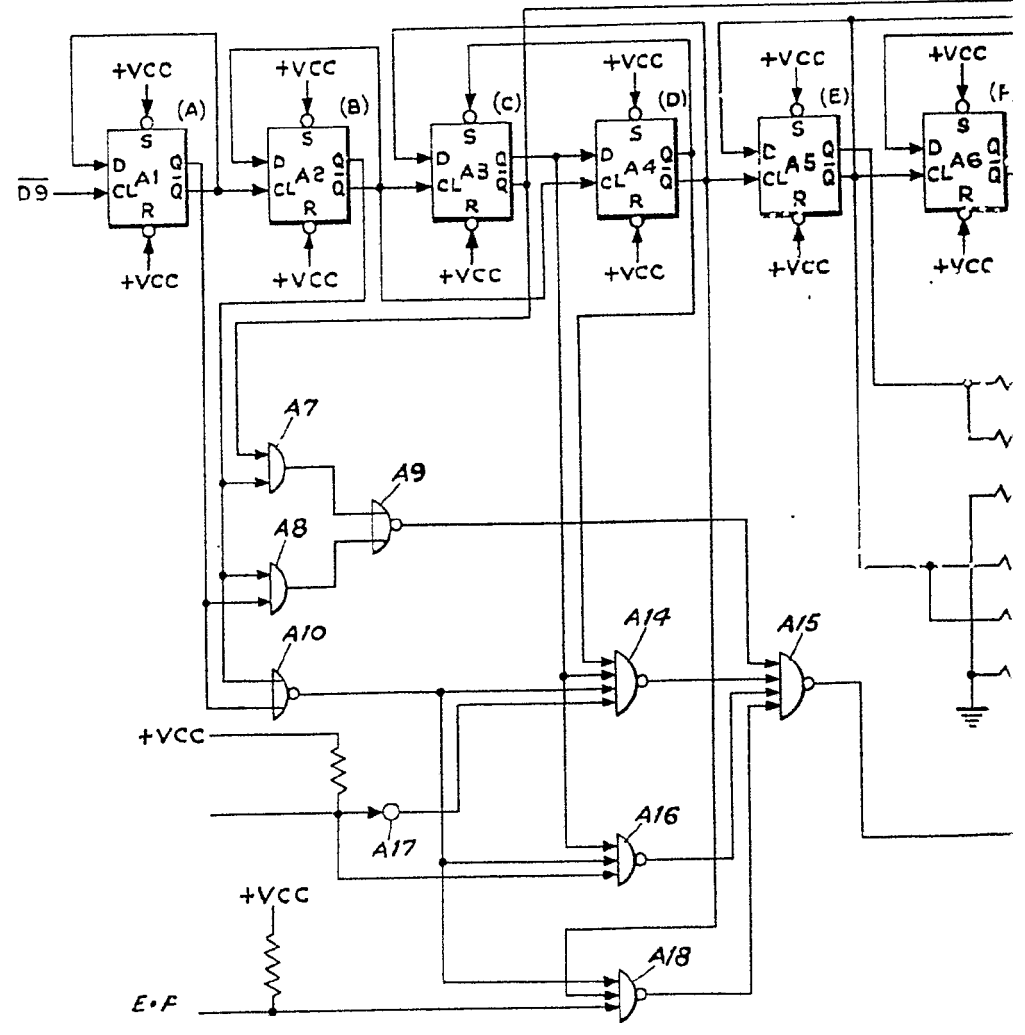 +VCC +VCC +VCC +VCC +VCC
(A) (B) (C) (D) (E) (F
S S S S S S
D Q D Q D Q D Q D Q D Q
A1 A2 A3 A4 A5 A6
D9 CL Q CL Q CL Q CL Q CL Q CL Q
R R R R R R
+VCC +VCC +VCC +VCC +VCC +VCC
A7
A9
A8
A10 A14 A15
+VCC
A16
A17
+VCC
A18
E•F